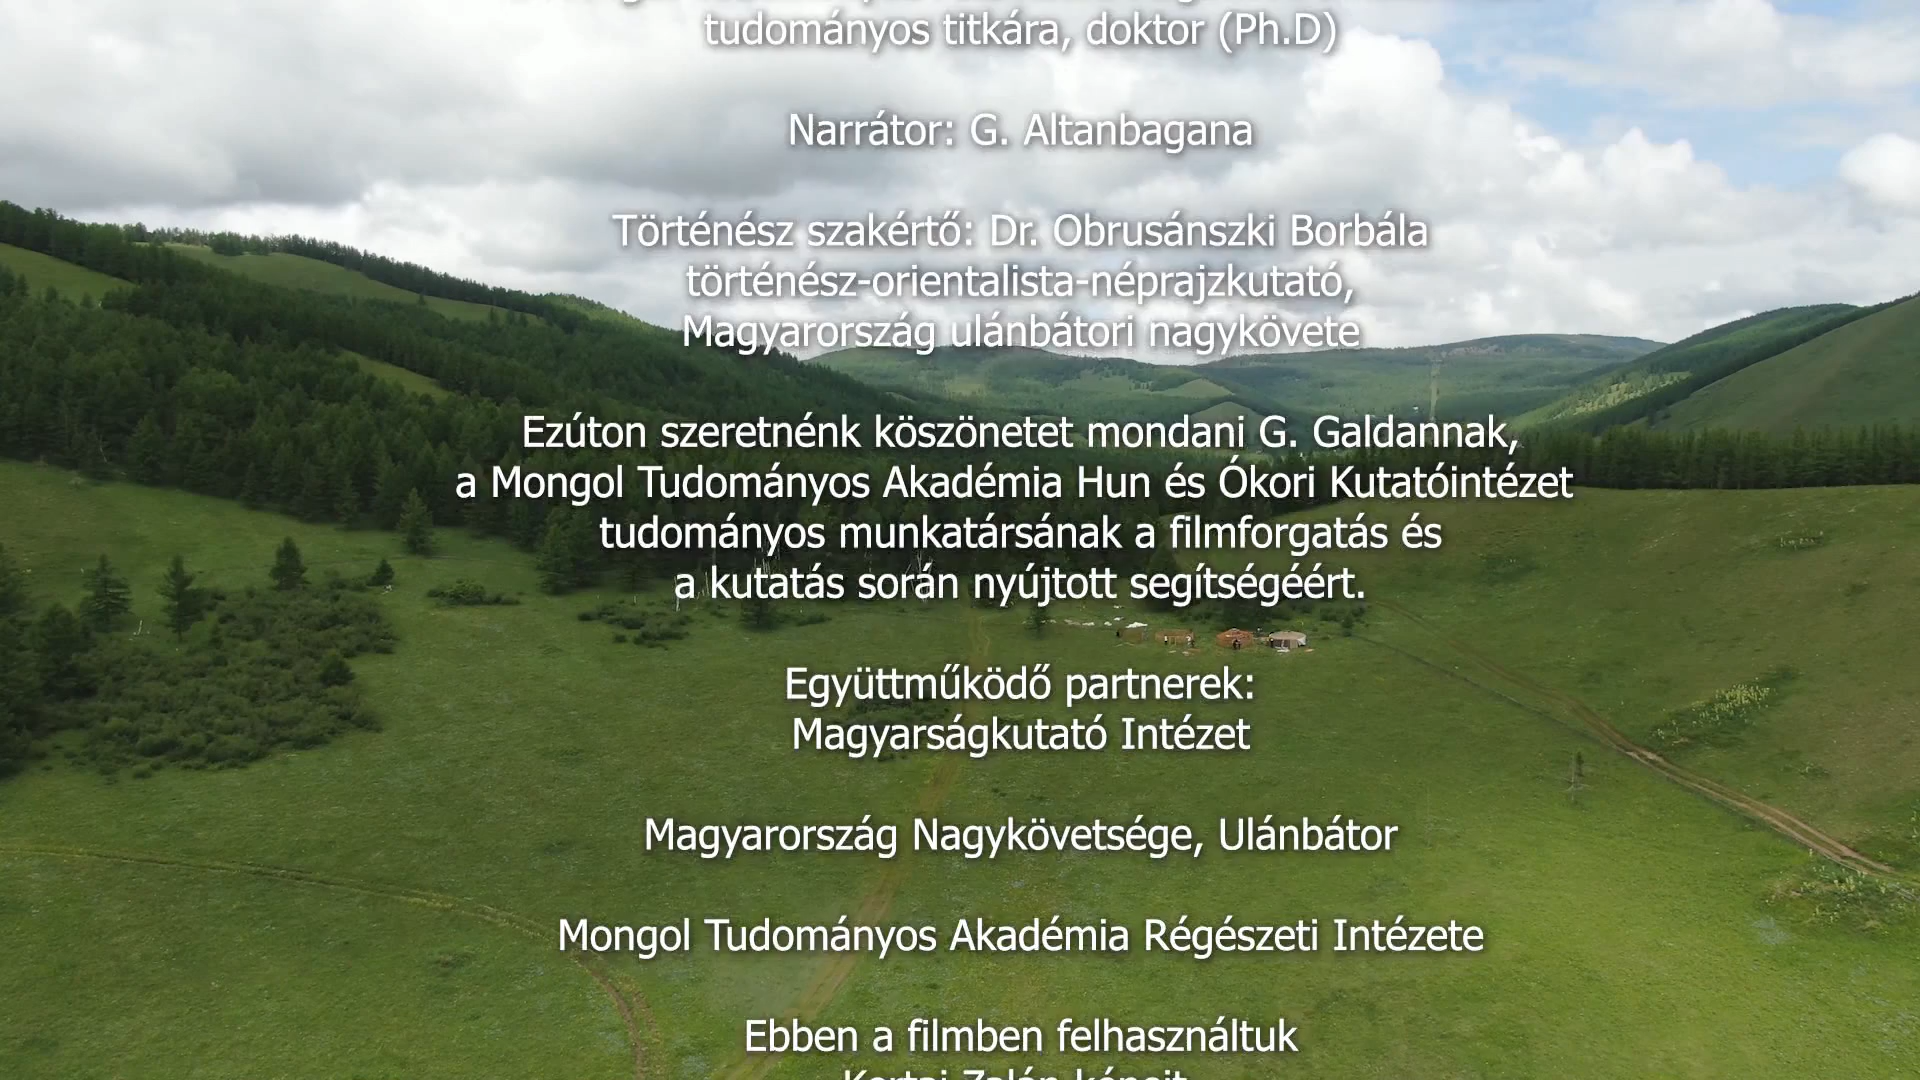 tudományos titkára, doktor (Ph.D)
Narrátor: G. Altanbagana
Történész szakértő: Dr. Obrusánszki Borbála
történész-orientalista-néprajzkutató,
Magyarország ulánbátori nagykövete
Ezúton szeretnénk köszönetet mondani G. Galdannak,
a Mongol Tudományos Akadémia Hun és Ókori Kutatóintézet
tudományos munkatársának a filmforgatás és
a kutatás során nyújtott segítségéért.
Együttműködő partnerek:
Magyarságkutató Intézet
Magyarország Nagykövetsége, Ulánbátor
Mongol Tudományos Akadémia Régészeti Intézete
Ebben a filmben felhasználtuk